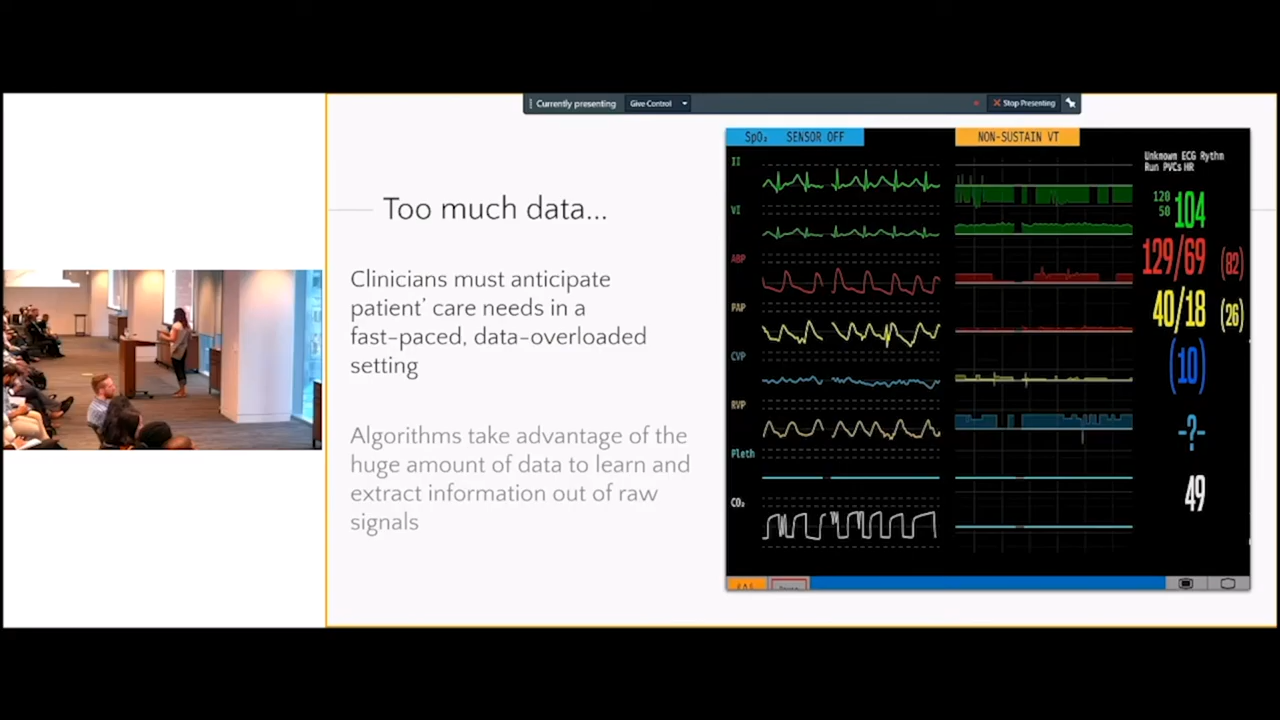 Currently presenting
Give Control
Stop Presenting
Too much data...
Clinicians must anticipate
patient’ care needs in a
fast-paced, data-overloaded
setting
Algorithms take advantage of the
huge amount of data to learn and
extract information out of raw
signals
SpO₂ SENSOR OFF
NON-SUSTAIN VT
Unknown ECG Rythm
Run PVCs HR
II
VI
ABP
PAP
CVP
RVP
Pleth
CO₂
120
50
104
129/69 (82)
40/18 (26)
(10)
-?-
49